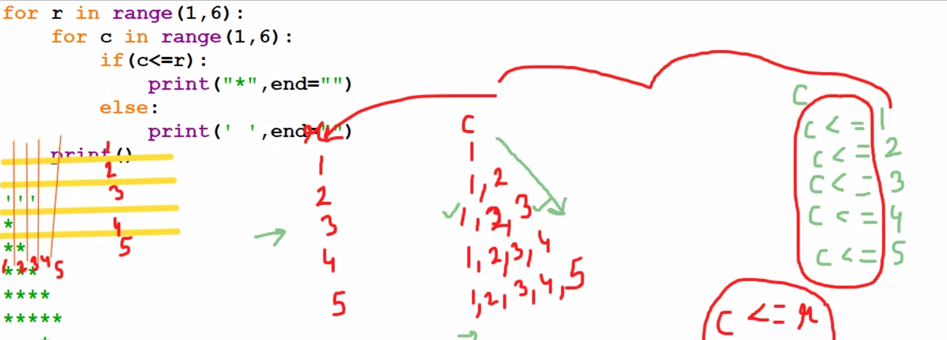 for r in range(1,6):
for c in range(1,6):
if(c<=r):
print("*",end="")
else:
print(' ',end="")
print()
'''
*
**
***
****
*****
1
2
3
4
5
1 2 3 4 5
r c
1 1
2 1,2
3 1,2,3
4 1,2,3,4
5 1,2,3,4,5
c
c <= 1
c <= 2
c <= 3
c <= 4
c <= 5
c <= r